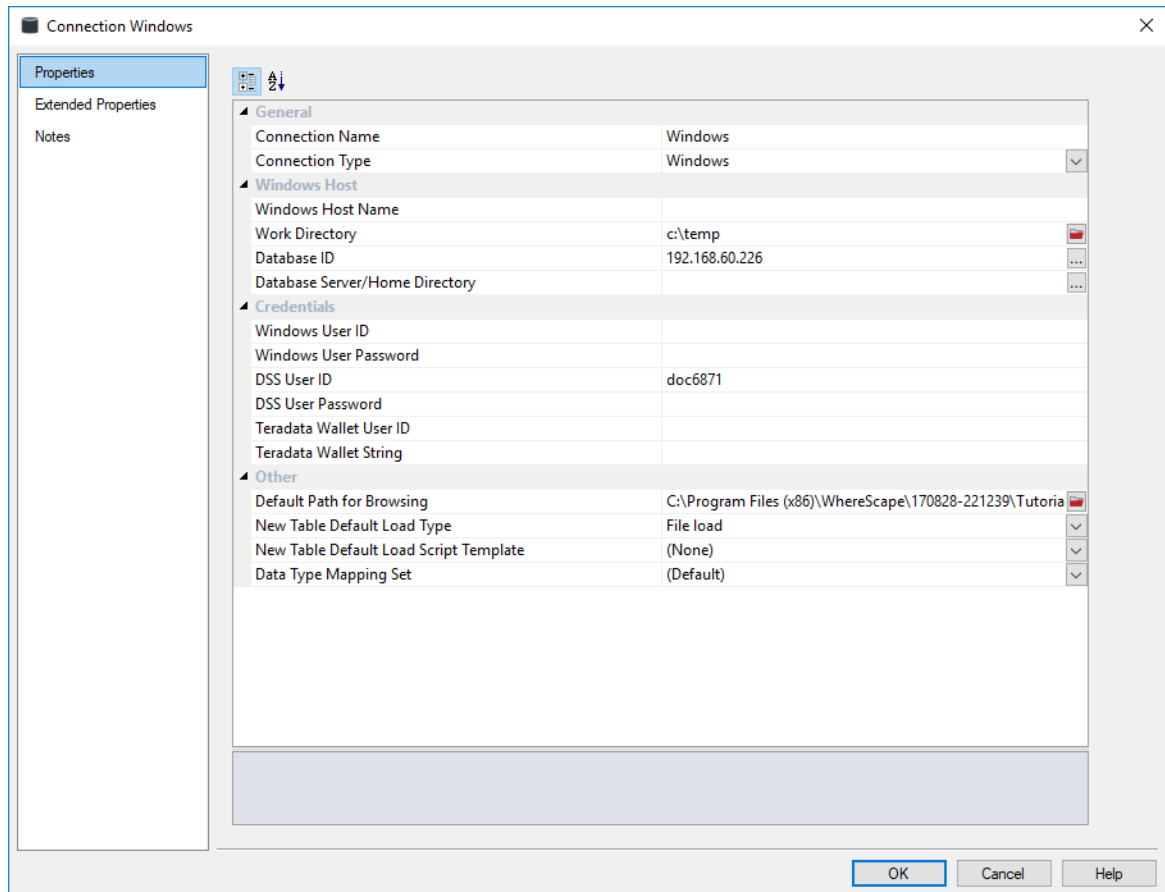 Connection Windows
Properties
Extended Properties
Notes
General
Connection Name Windows
Connection Type Windows
Windows Host
Windows Host Name
Work Directory c:\temp
Database ID 192.168.60.226
Database Server/Home Directory
Credentials
Windows User ID
Windows User Password
DSS User ID doc6871
DSS User Password
Teradata Wallet User ID
Teradata Wallet String
Other
Default Path for Browsing C:\Program Files (x86)\WhereScape\170828-221239\Tutoria
New Table Default Load Type File load
New Table Default Load Script Template (None)
Data Type Mapping Set (Default)
OK Cancel Help